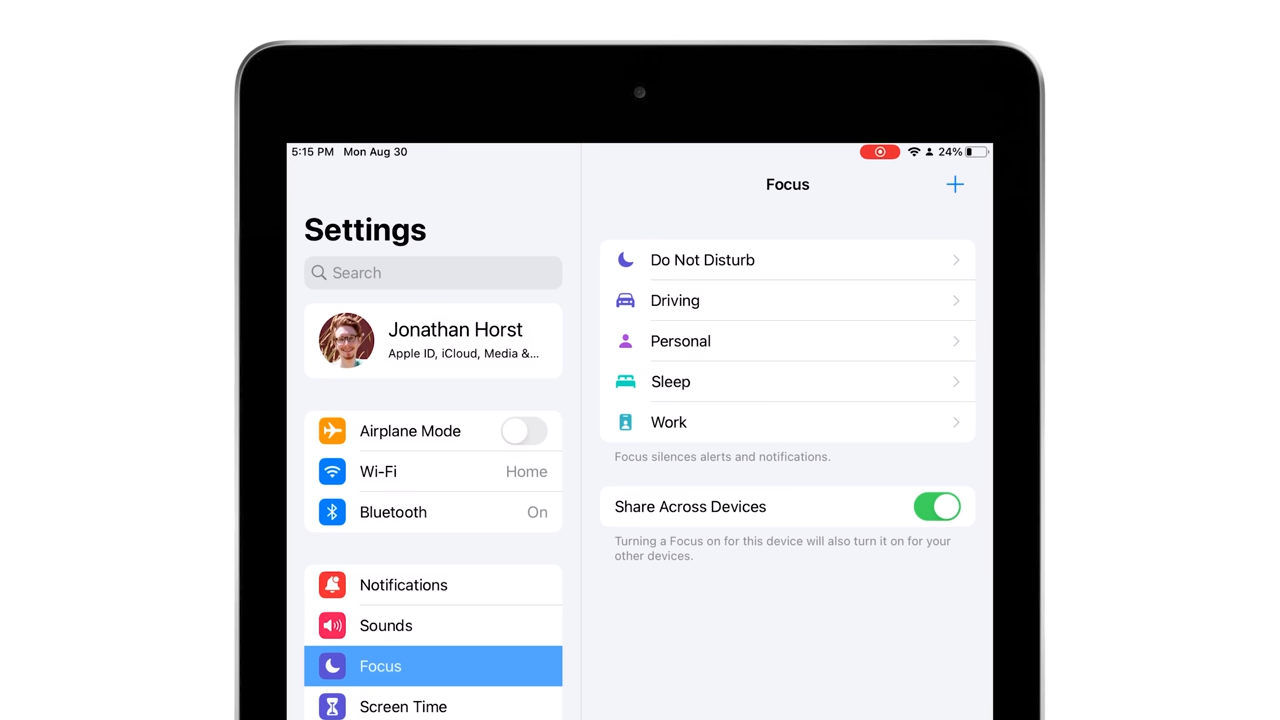 5:15 PM Mon Aug 30
24%
Settings
Search
Jonathan Horst
Apple ID, iCloud, Media &...
Airplane Mode
Wi-Fi Home
Bluetooth On
Notifications
Sounds
Focus
Screen Time
Focus
Do Not Disturb
Driving
Personal
Sleep
Work
Focus silences alerts and notifications.
Share Across Devices
Turning a Focus on for this device will also turn it on for your
other devices.